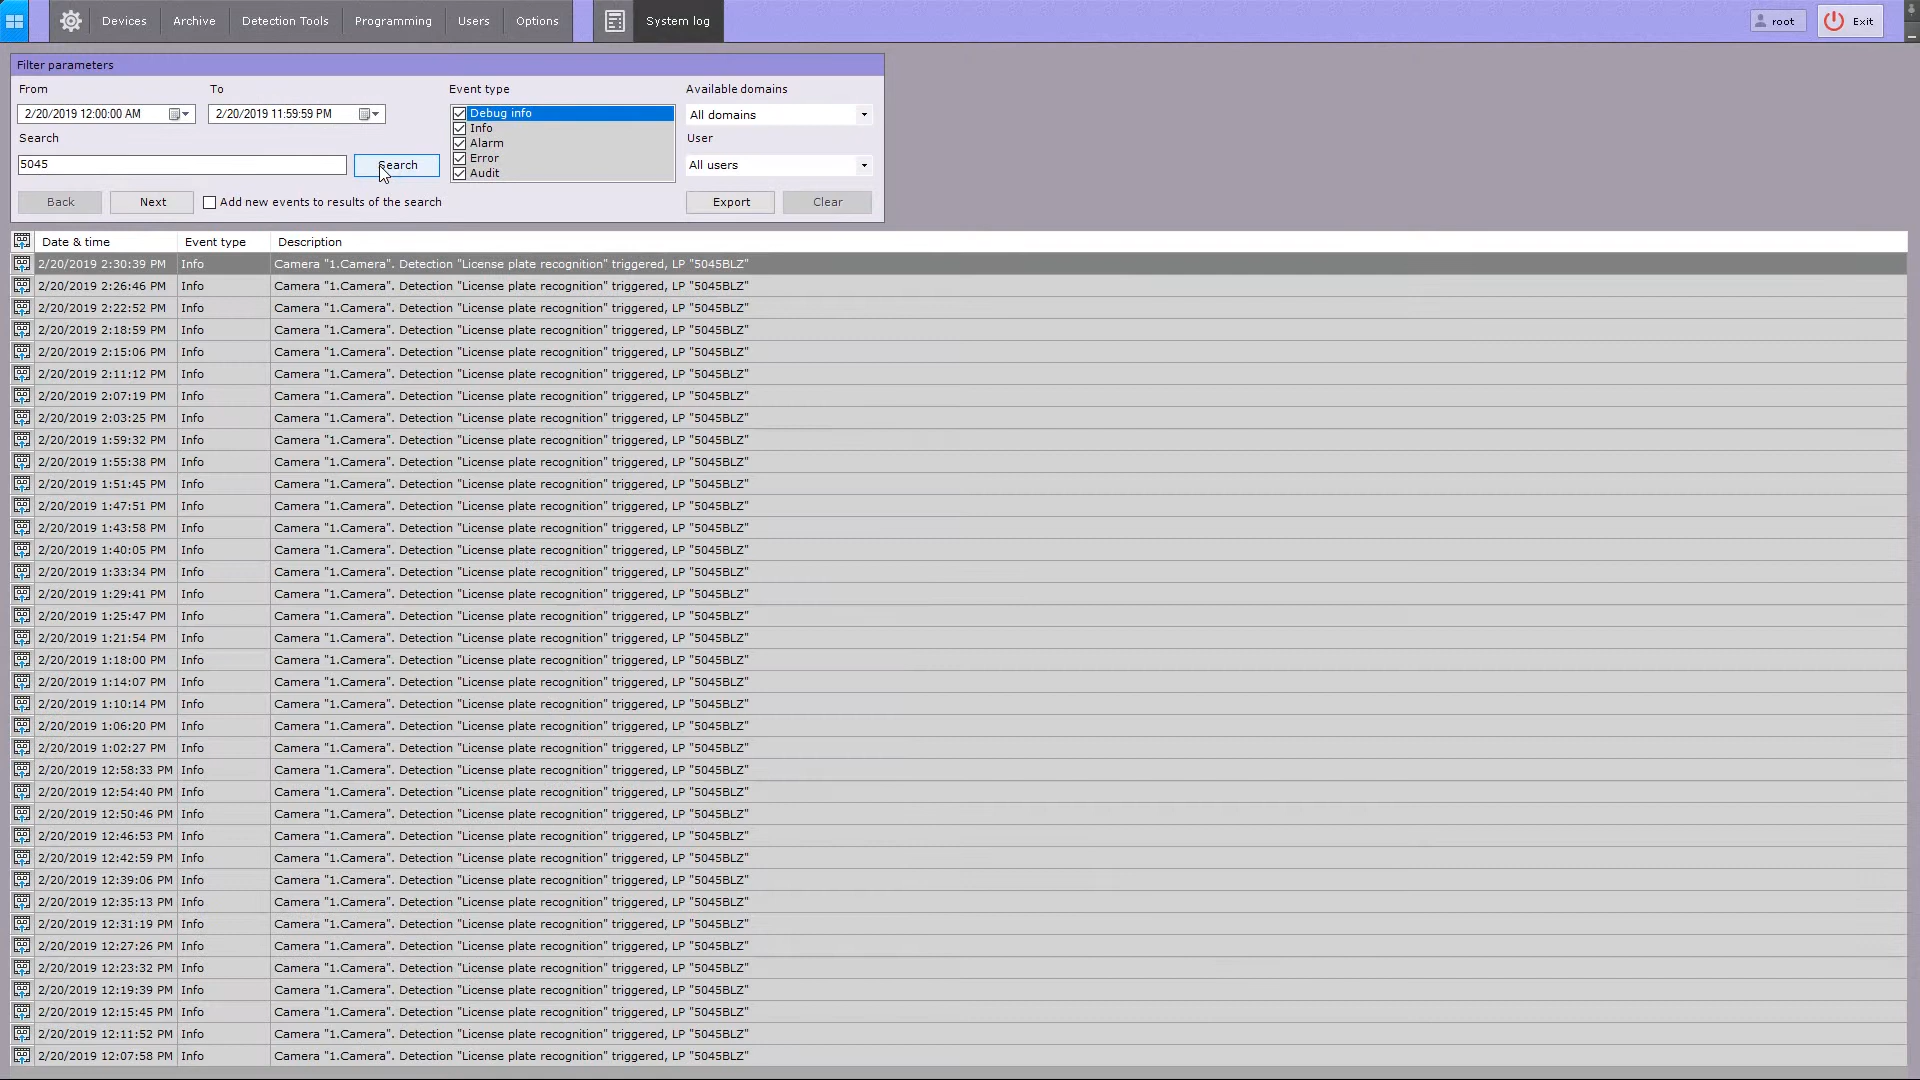 Devices Archive Detection Tools Programming Users Options System log root Exit
Filter parameters
From To Event type Available domains
2/20/2019 12:00:00 AM 2/20/2019 11:59:59 PM Debug info All domains
Info
Search Alarm User
5045 Search Error All users
Audit
Back Next Add new events to results of the search Export Clear
Date & time Event type Description
2/20/2019 2:30:39 PM Info Camera "1.Camera". Detection "License plate recognition" triggered, LP "5045BLZ"
2/20/2019 2:26:46 PM Info Camera "1.Camera". Detection "License plate recognition" triggered, LP "5045BLZ"
2/20/2019 2:22:52 PM Info Camera "1.Camera". Detection "License plate recognition" triggered, LP "5045BLZ"
2/20/2019 2:18:59 PM Info Camera "1.Camera". Detection "License plate recognition" triggered, LP "5045BLZ"
2/20/2019 2:15:06 PM Info Camera "1.Camera". Detection "License plate recognition" triggered, LP "5045BLZ"
2/20/2019 2:11:12 PM Info Camera "1.Camera". Detection "License plate recognition" triggered, LP "5045BLZ"
2/20/2019 2:07:19 PM Info Camera "1.Camera". Detection "License plate recognition" triggered, LP "5045BLZ"
2/20/2019 2:03:25 PM Info Camera "1.Camera". Detection "License plate recognition" triggered, LP "5045BLZ"
2/20/2019 1:59:32 PM Info Camera "1.Camera". Detection "License plate recognition" triggered, LP "5045BLZ"
2/20/2019 1:55:38 PM Info Camera "1.Camera". Detection "License plate recognition" triggered, LP "5045BLZ"
2/20/2019 1:51:45 PM Info Camera "1.Camera". Detection "License plate recognition" triggered, LP "5045BLZ"
2/20/2019 1:47:51 PM Info Camera "1.Camera". Detection "License plate recognition" triggered, LP "5045BLZ"
2/20/2019 1:43:58 PM Info Camera "1.Camera". Detection "License plate recognition" triggered, LP "5045BLZ"
2/20/2019 1:40:05 PM Info Camera "1.Camera". Detection "License plate recognition" triggered, LP "5045BLZ"
2/20/2019 1:33:34 PM Info Camera "1.Camera". Detection "License plate recognition" triggered, LP "5045BLZ"
2/20/2019 1:29:41 PM Info Camera "1.Camera". Detection "License plate recognition" triggered, LP "5045BLZ"
2/20/2019 1:25:47 PM Info Camera "1.Camera". Detection "License plate recognition" triggered, LP "5045BLZ"
2/20/2019 1:21:54 PM Info Camera "1.Camera". Detection "License plate recognition" triggered, LP "5045BLZ"
2/20/2019 1:18:00 PM Info Camera "1.Camera". Detection "License plate recognition" triggered, LP "5045BLZ"
2/20/2019 1:14:07 PM Info Camera "1.Camera". Detection "License plate recognition" triggered, LP "5045BLZ"
2/20/2019 1:10:14 PM Info Camera "1.Camera". Detection "License plate recognition" triggered, LP "5045BLZ"
2/20/2019 1:06:20 PM Info Camera "1.Camera". Detection "License plate recognition" triggered, LP "5045BLZ"
2/20/2019 1:02:27 PM Info Camera "1.Camera". Detection "License plate recognition" triggered, LP "5045BLZ"
2/20/2019 12:58:33 PM Info Camera "1.Camera". Detection "License plate recognition" triggered, LP "5045BLZ"
2/20/2019 12:54:40 PM Info Camera "1.Camera". Detection "License plate recognition" triggered, LP "5045BLZ"
2/20/2019 12:50:46 PM Info Camera "1.Camera". Detection "License plate recognition" triggered, LP "5045BLZ"
2/20/2019 12:46:53 PM Info Camera "1.Camera". Detection "License plate recognition" triggered, LP "5045BLZ"
2/20/2019 12:42:59 PM Info Camera "1.Camera". Detection "License plate recognition" triggered, LP "5045BLZ"
2/20/2019 12:39:06 PM Info Camera "1.Camera". Detection "License plate recognition" triggered, LP "5045BLZ"
2/20/2019 12:35:13 PM Info Camera "1.Camera". Detection "License plate recognition" triggered, LP "5045BLZ"
2/20/2019 12:31:19 PM Info Camera "1.Camera". Detection "License plate recognition" triggered, LP "5045BLZ"
2/20/2019 12:27:26 PM Info Camera "1.Camera". Detection "License plate recognition" triggered, LP "5045BLZ"
2/20/2019 12:23:32 PM Info Camera "1.Camera". Detection "License plate recognition" triggered, LP "5045BLZ"
2/20/2019 12:19:39 PM Info Camera "1.Camera". Detection "License plate recognition" triggered, LP "5045BLZ"
2/20/2019 12:15:45 PM Info Camera "1.Camera". Detection "License plate recognition" triggered, LP "5045BLZ"
2/20/2019 12:11:52 PM Info Camera "1.Camera". Detection "License plate recognition" triggered, LP "5045BLZ"
2/20/2019 12:07:58 PM Info Camera "1.Camera". Detection "License plate recognition" triggered, LP "5045BLZ"